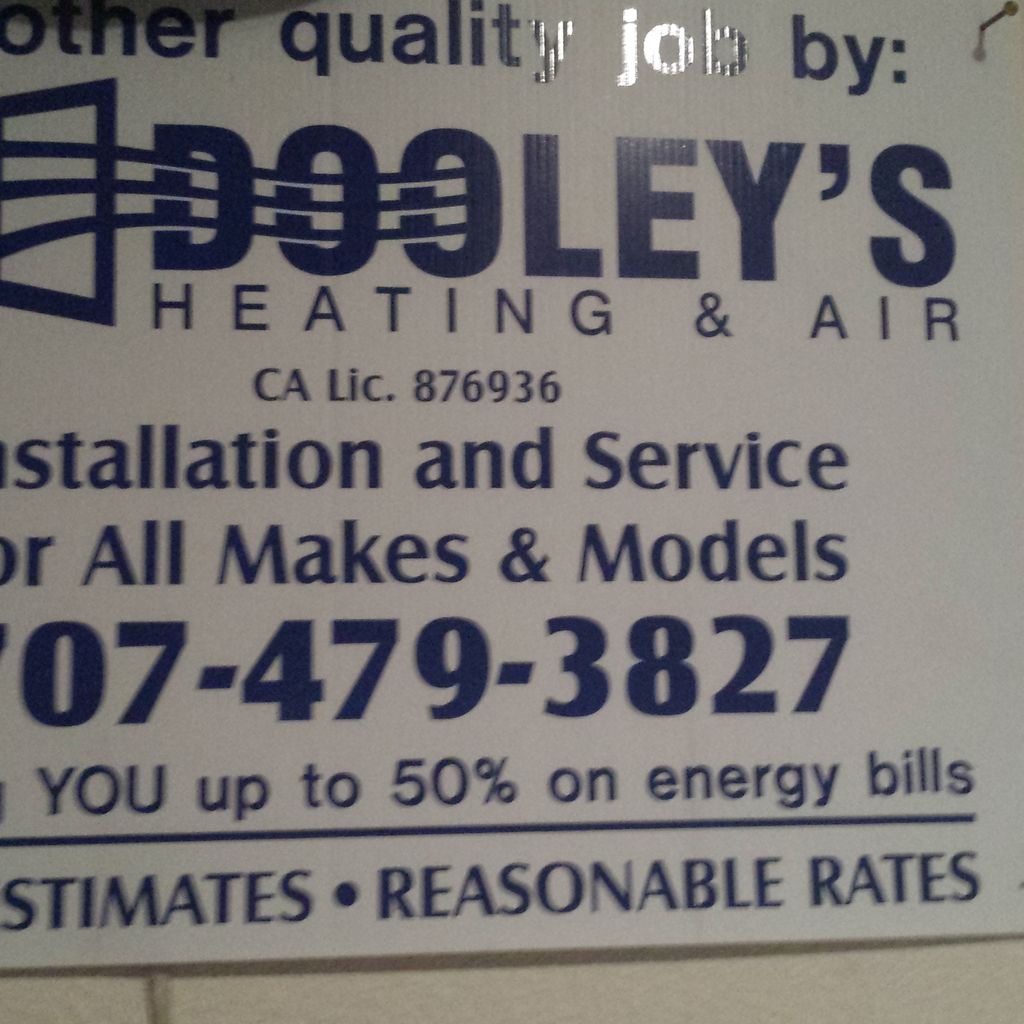 other quality job by:
DOOLEY'S
HEATING & AIR
CA Lic. 876936
nstallation and Service
or All Makes & Models
707-479-3827
YOU up to 50% on energy bills
STIMATES • REASONABLE RATES